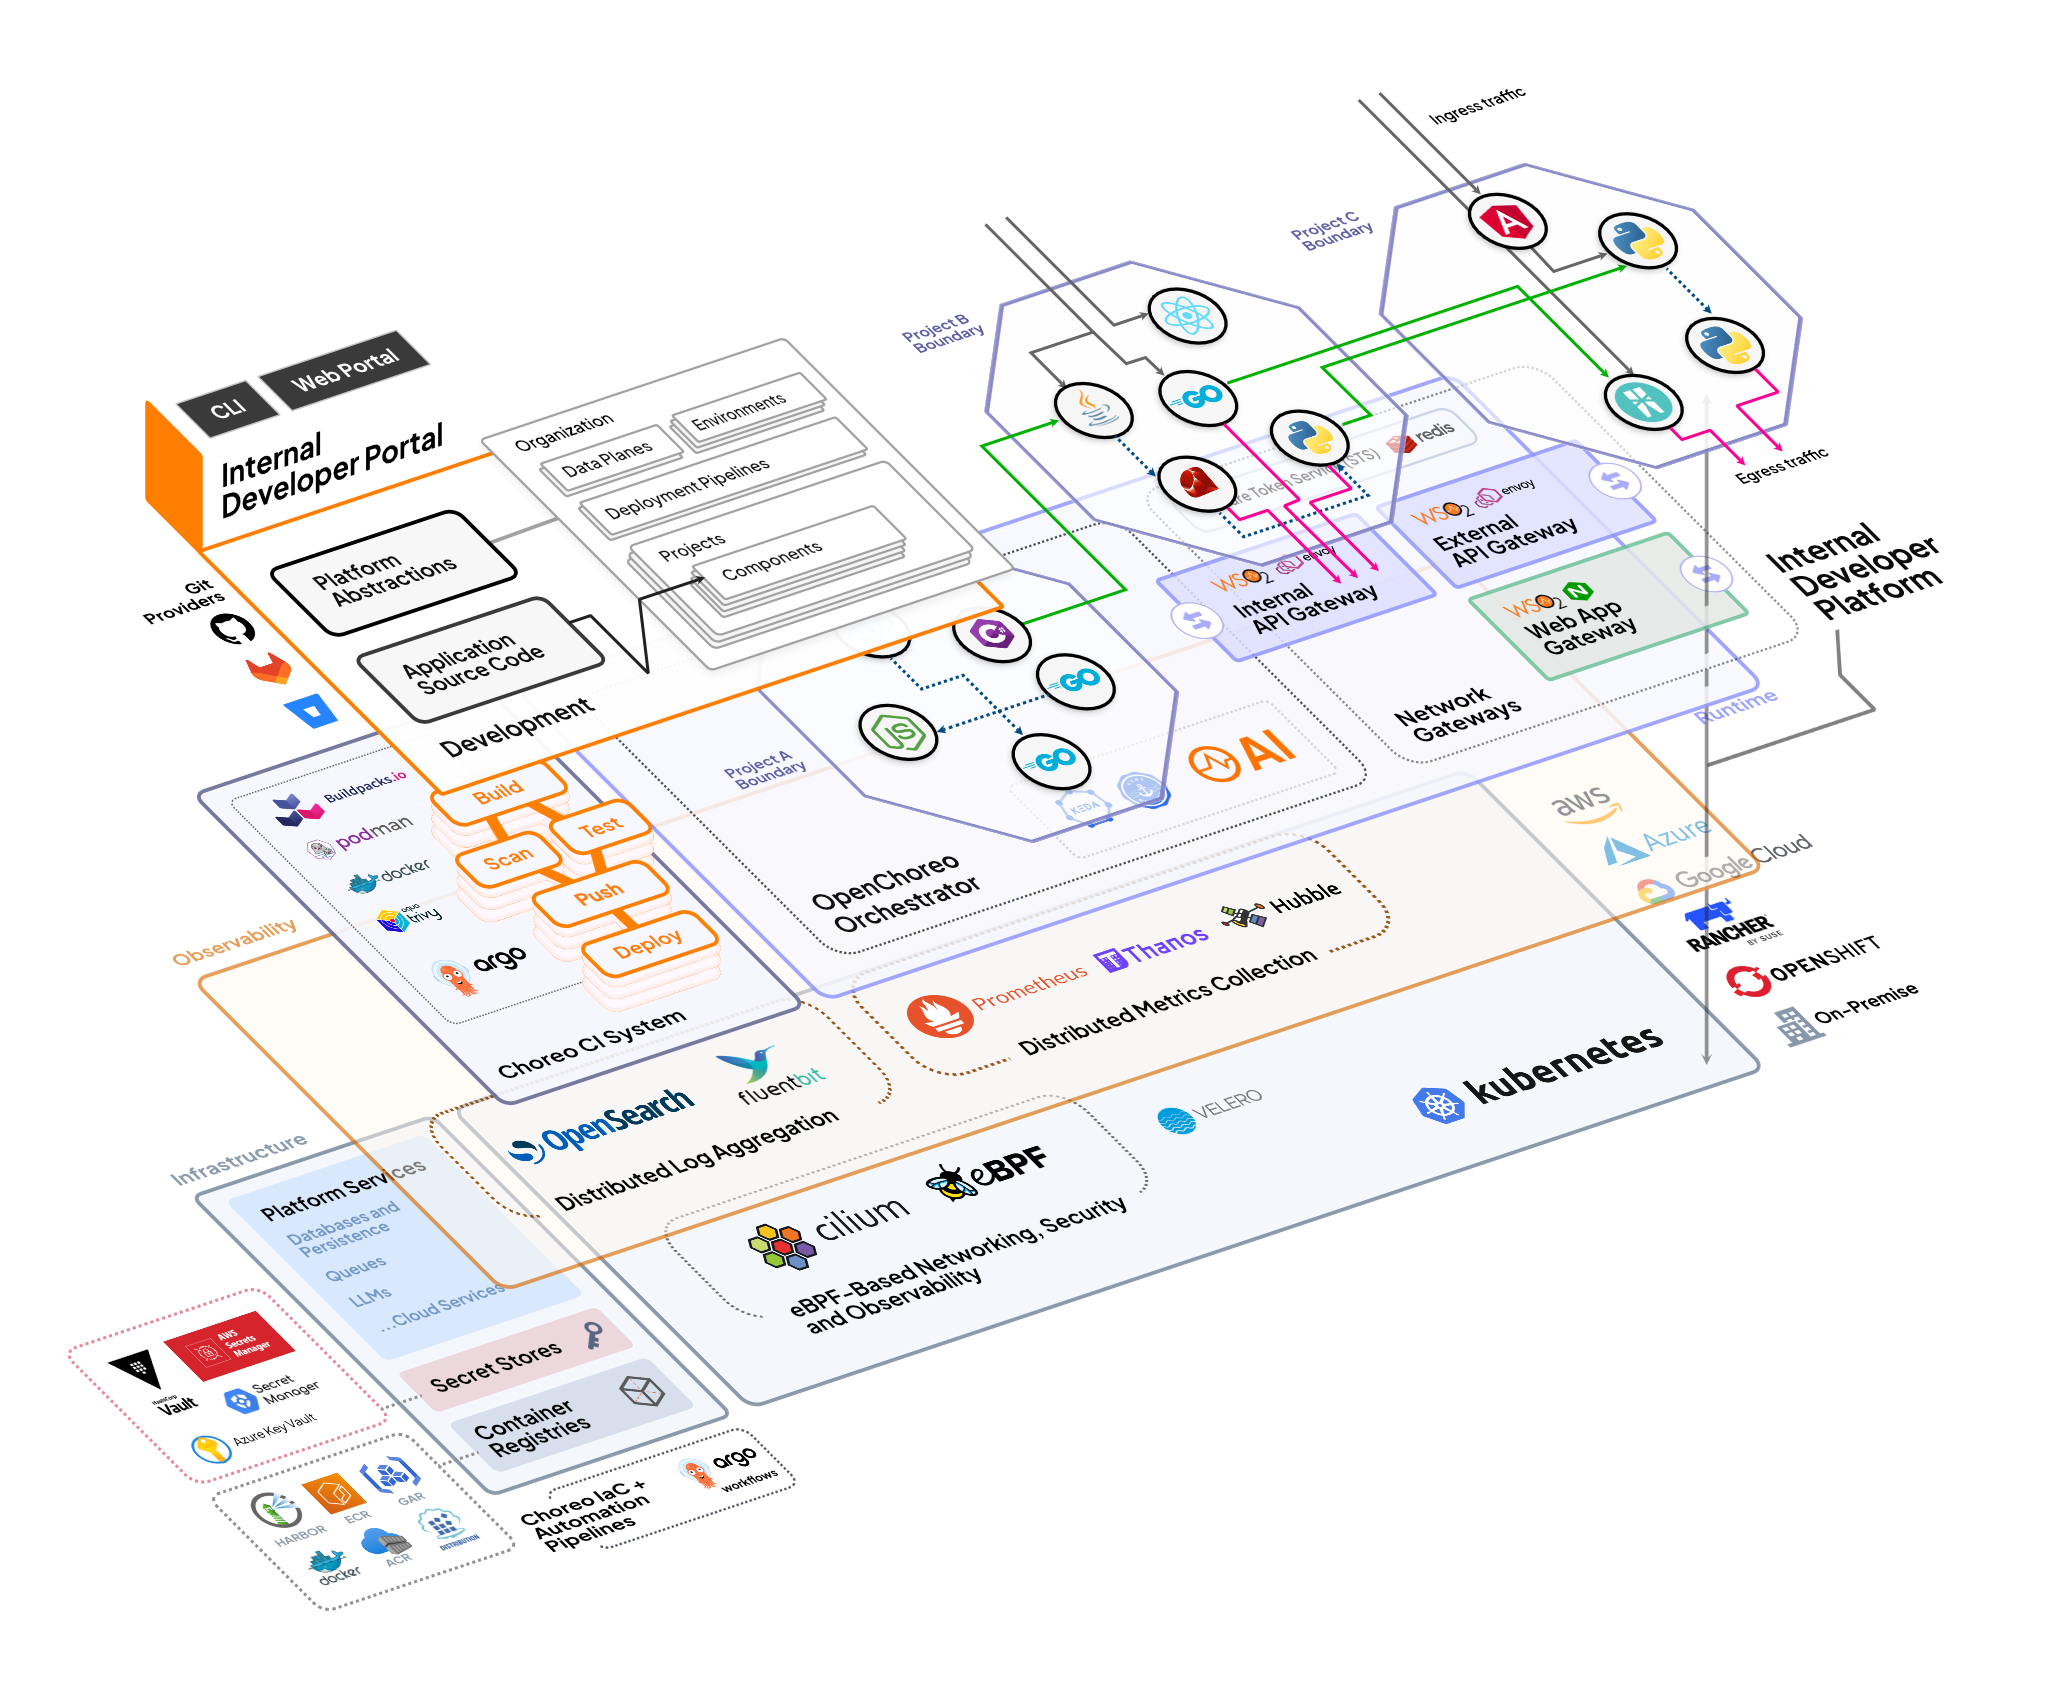 Ingress traffic
Project C
Boundary
Project B
Boundary
CLI
Web Portal
Internal
Developer Portal
Organization
Environments
Data Planes
Deployment Pipelines
Projects
Components
Platform
Abstractions
Application
Source Code
Development
Git
Providers
redis
Token Service (STS)
Egress traffic
WSO2
envoy
External
API Gateway
WSO2
envoy
Internal
API Gateway
WSO2
Web App
Gateway
Network
Gateways
Runtime
Internal
Developer
Platform
GO
C#
GO
JS
GO
Project A
Boundary
KEDA
AI
OpenChoreo
Orchestrator
Buildpacks.io
podman
docker
aqua
trivy
argo
Build
Test
Scan
Push
Deploy
Choreo CI System
Observability
aws
Azure
Google Cloud
RANCHER
BY SUSE
OPENSHIFT
On-Premise
Prometheus
Thanos
Hubble
Distributed Metrics Collection
OpenSearch
fluentbit
Distributed Log Aggregation
Infrastructure
Platform Services
Databases and
Persistence
Queues
LLMs
...Cloud Services
Secret Stores
Container
Registries
cilium
eBPF
eBPF-Based Networking, Security
and Observability
VELERO
kubernetes
AWS
Secrets
Manager
HashiCorp
Vault
Secret
Manager
Azure Key Vault
HARBOR
ECR
GAR
docker
ACR
DISTRIBUTION
Choreo IaC +
Automation
Pipelines
argo
workflows